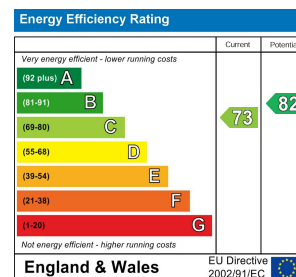 Energy Efficiency Rating
Current Potentia
Very energy efficient - lower running costs
(92 plus) A
(81-91) B
(69-80) C
(55-68) D
(39-54) E
(21-38) F
(1-20) G
73
82
Not energy efficient - higher running costs
England & Wales
EU Directive
2002/91/EC